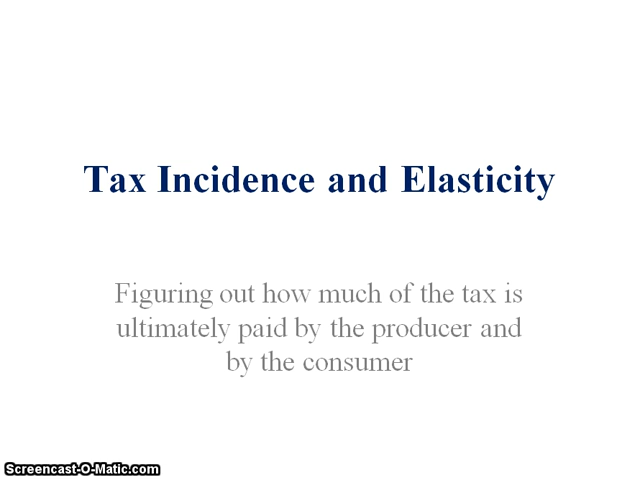 Tax Incidence and Elasticity
Figuring out how much of the tax is
ultimately paid by the producer and
by the consumer
Screencast-O-Matic.com